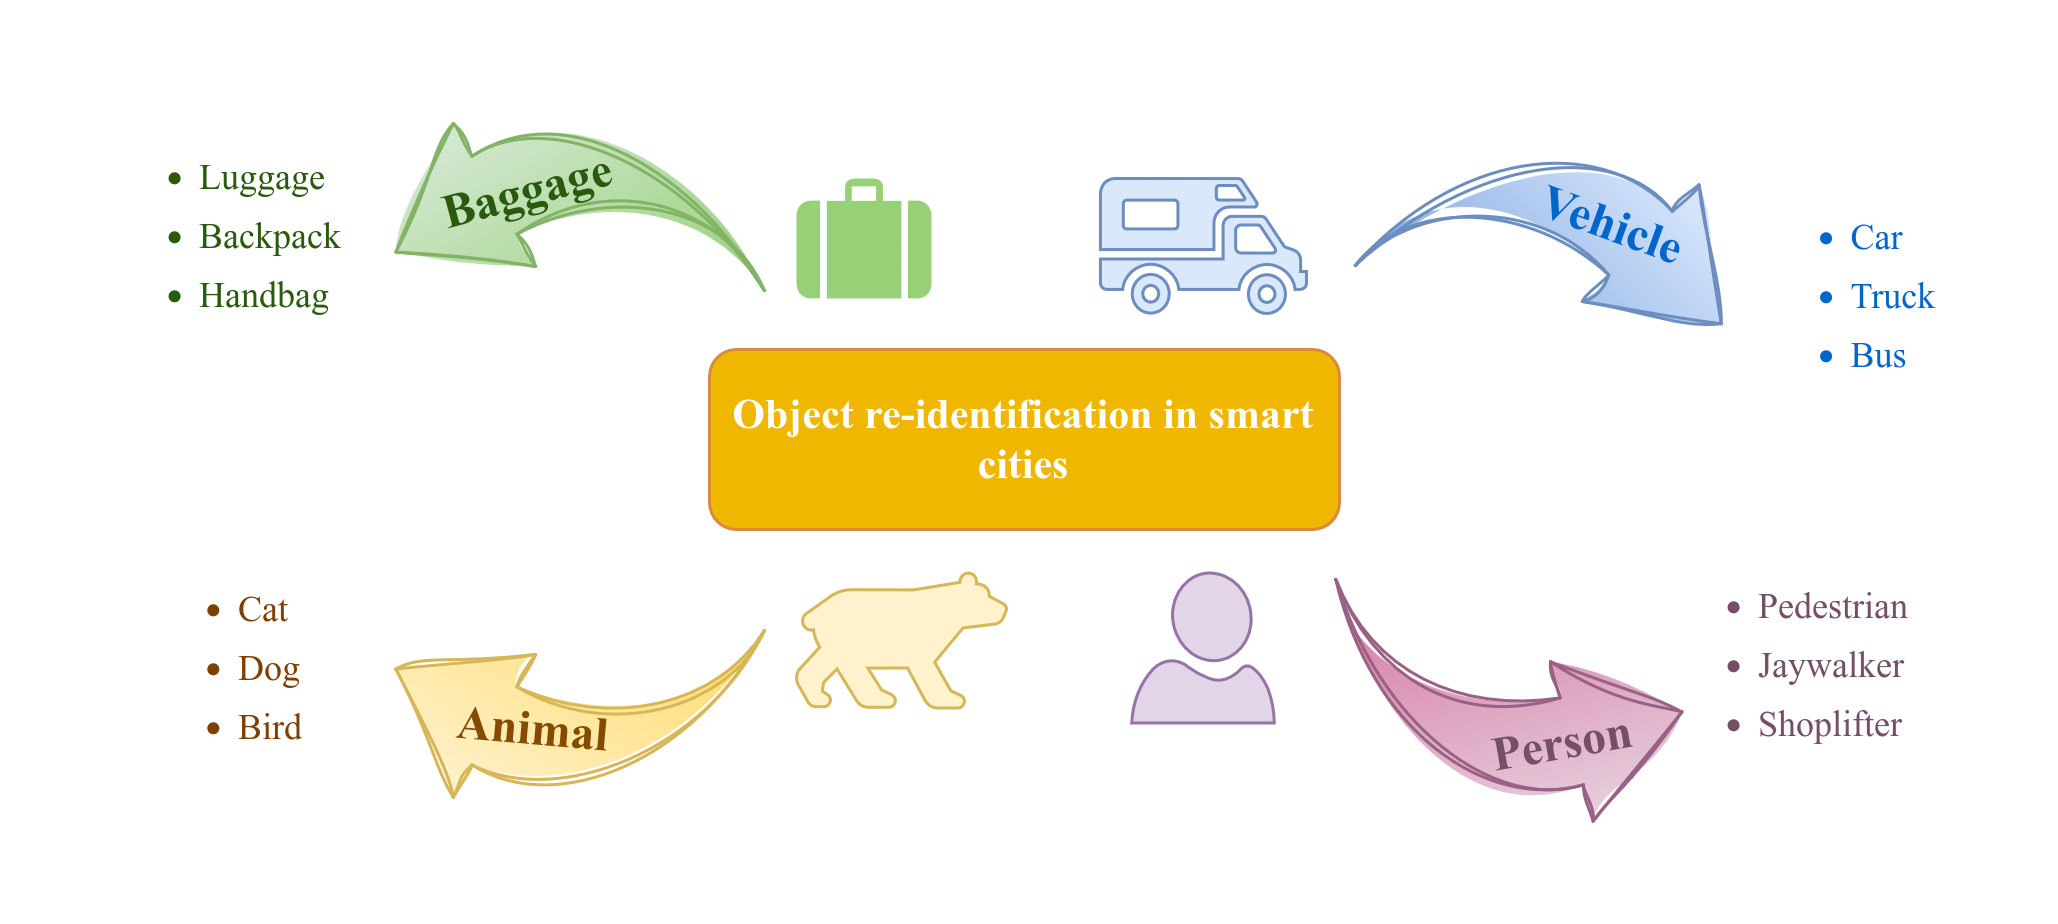 Baggage
Luggage
Backpack
Handbag
Vehicle
Car
Truck
Bus
Object re-identification in smart
cities
Cat
Dog
Bird
Animal
Person
Pedestrian
Jaywalker
Shoplifter